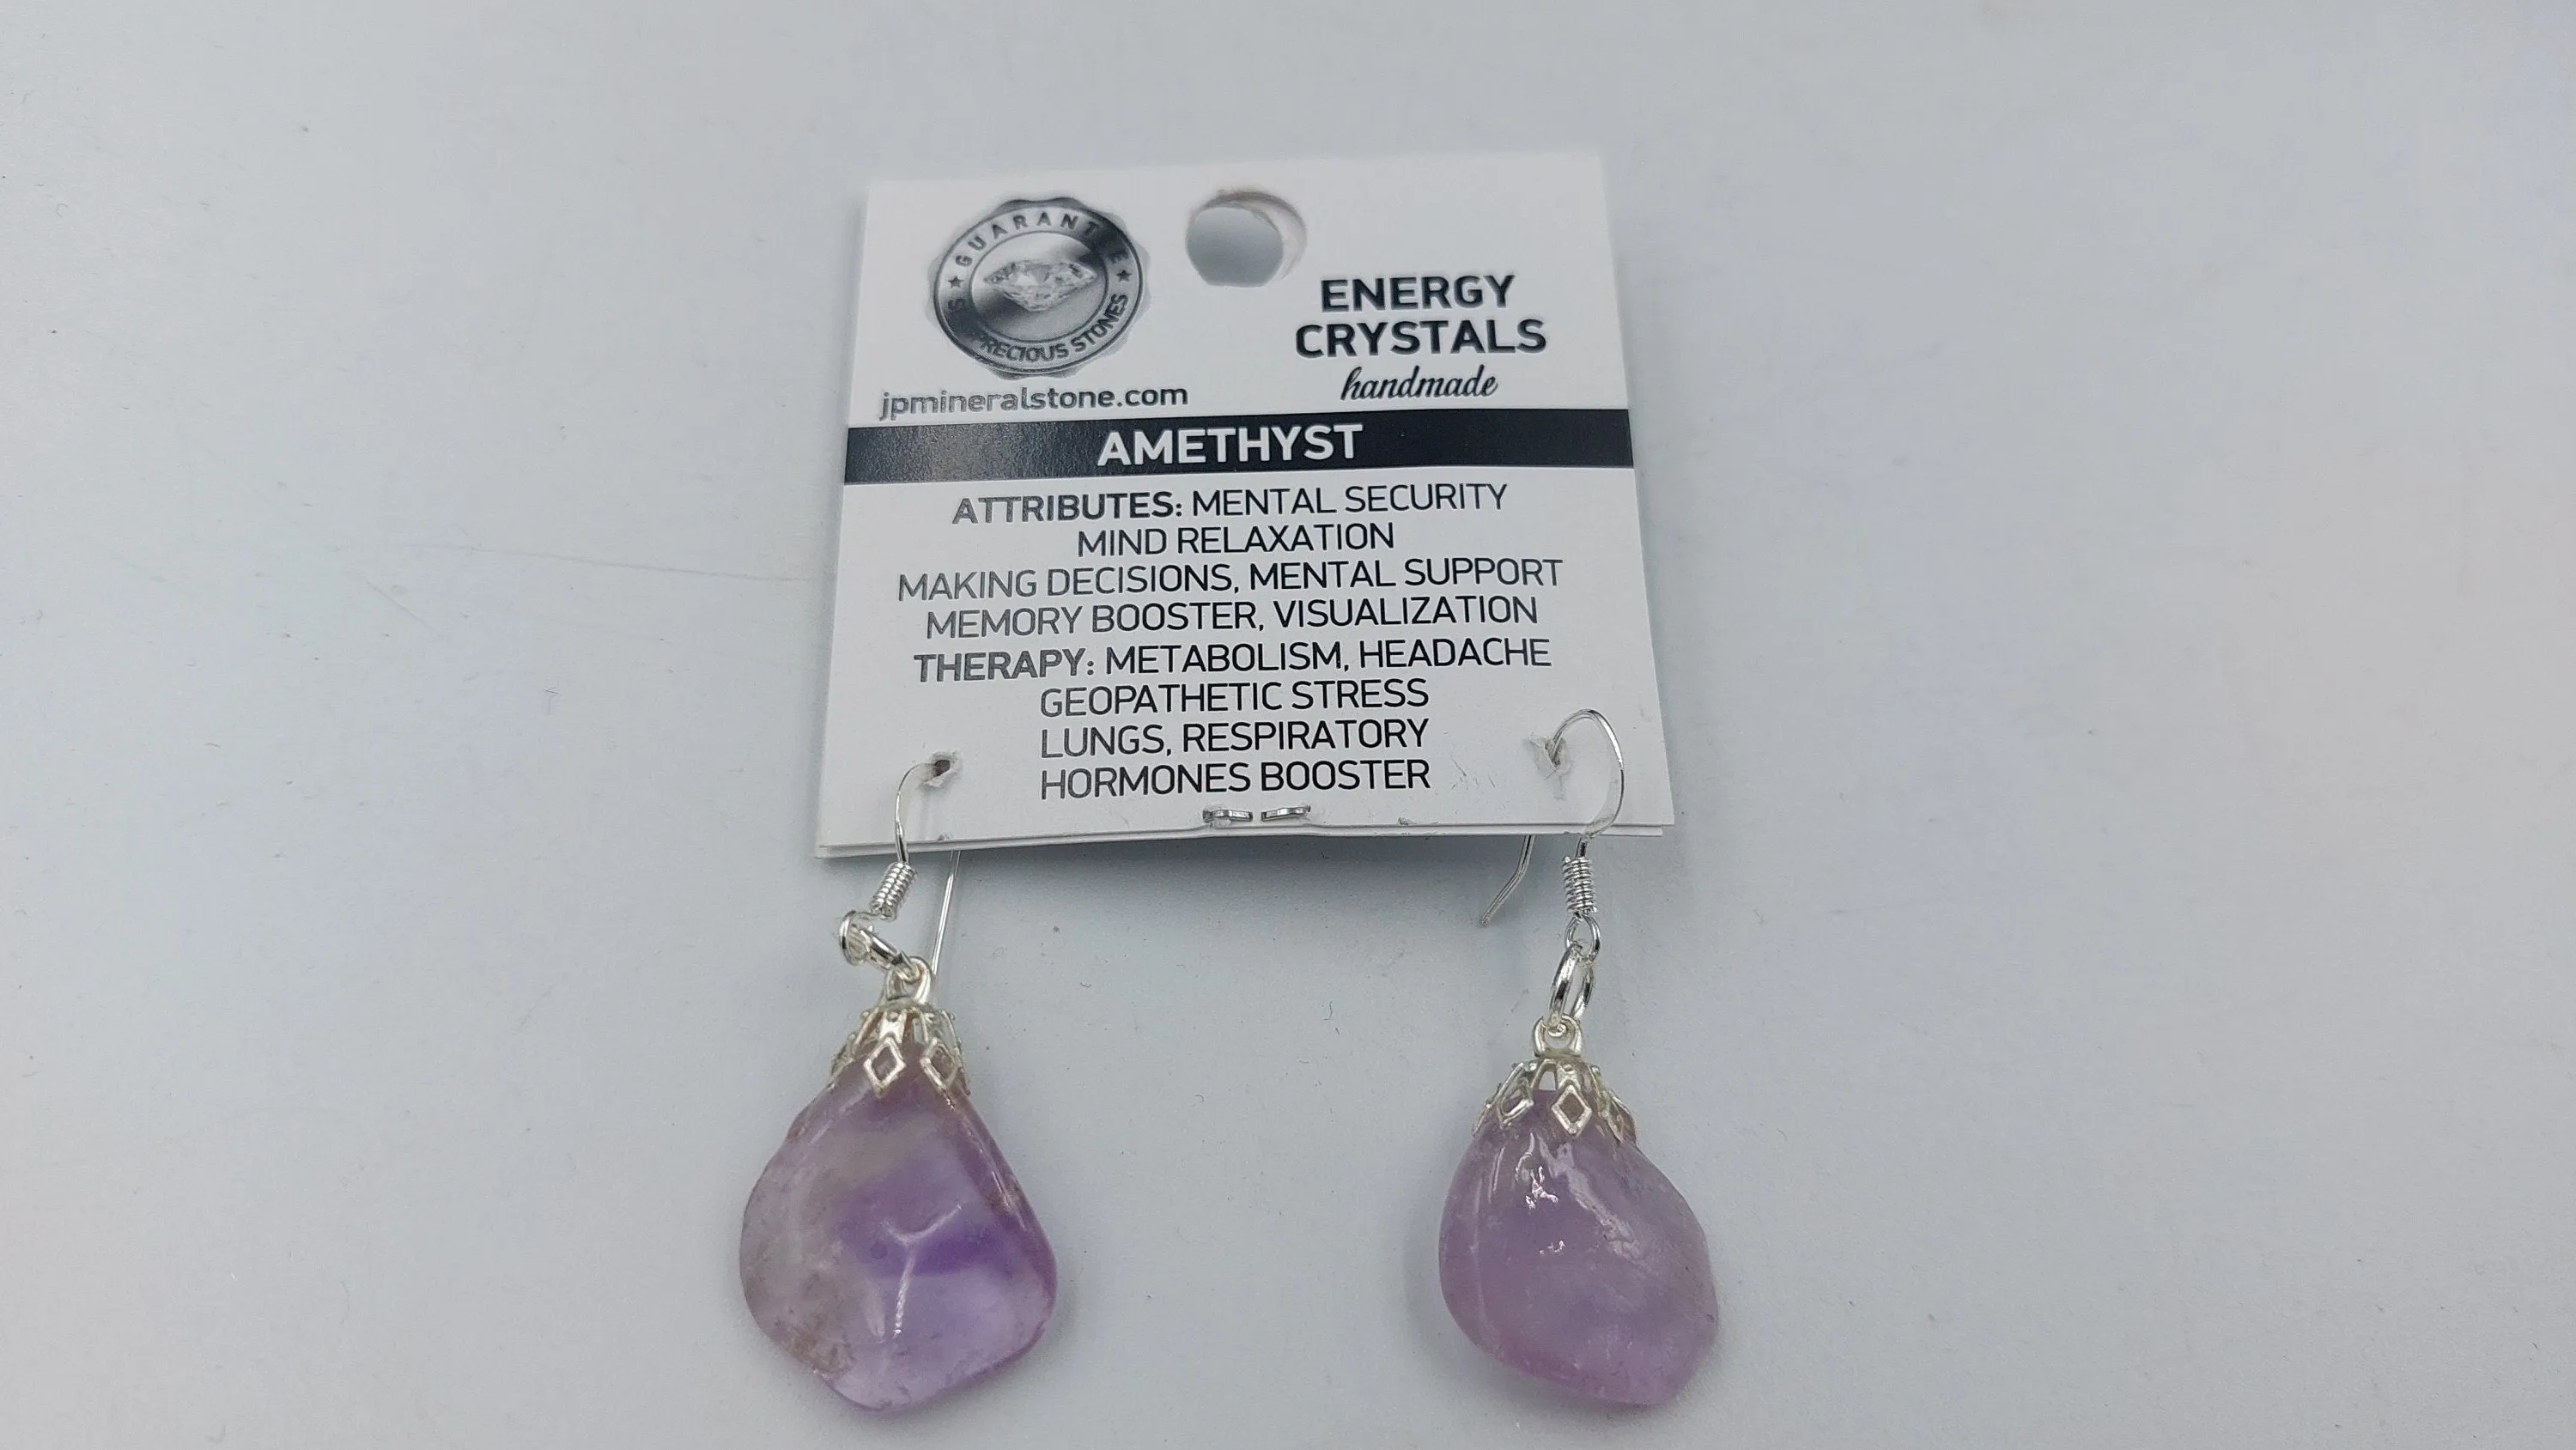 GUARANTEE
PRECIOUS STONES
jpmineralstone.com
ENERGY
CRYSTALS
handmade
AMETHYST
ATTRIBUTES: MENTAL SECURITY
MIND RELAXATION
MAKING DECISIONS, MENTAL SUPPORT
MEMORY BOOSTER, VISUALIZATION
THERAPY: METABOLISM, HEADACHE
GEOPATHETIC STRESS
LUNGS, RESPIRATORY
HORMONES BOOSTER